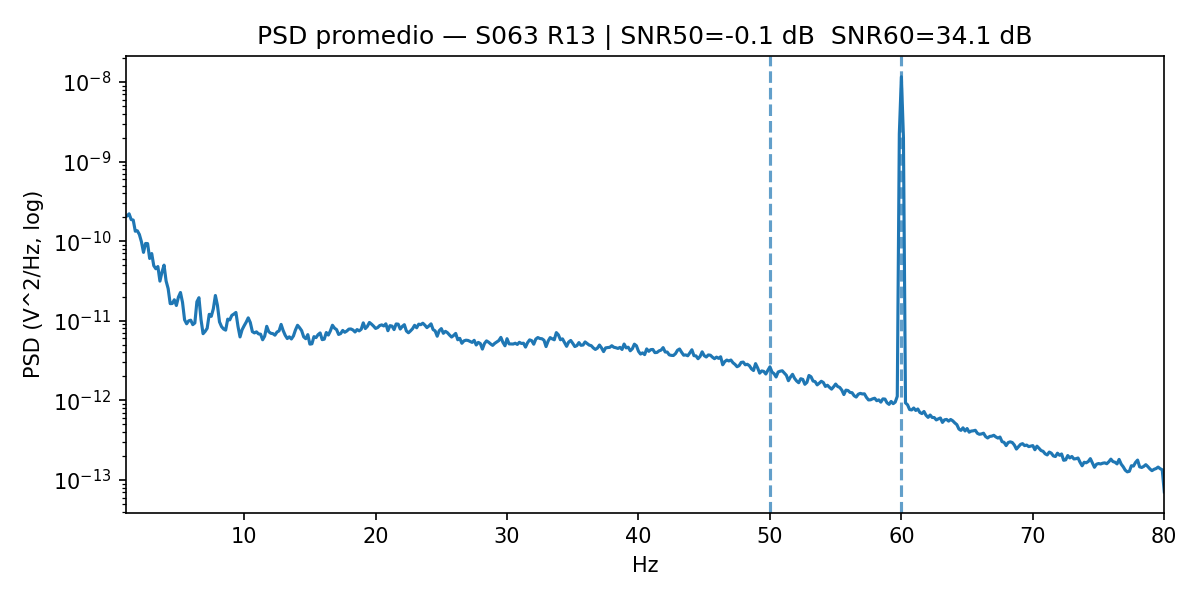 PSD promedio — S063 R13 | SNR50=-0.1 dB  SNR60=34.1 dB
PSD (V^2/Hz, log)
10⁻⁸
10⁻⁹
10⁻¹⁰
10⁻¹¹
10⁻¹²
10⁻¹³
10 20 30 40 50 60 70 80
Hz